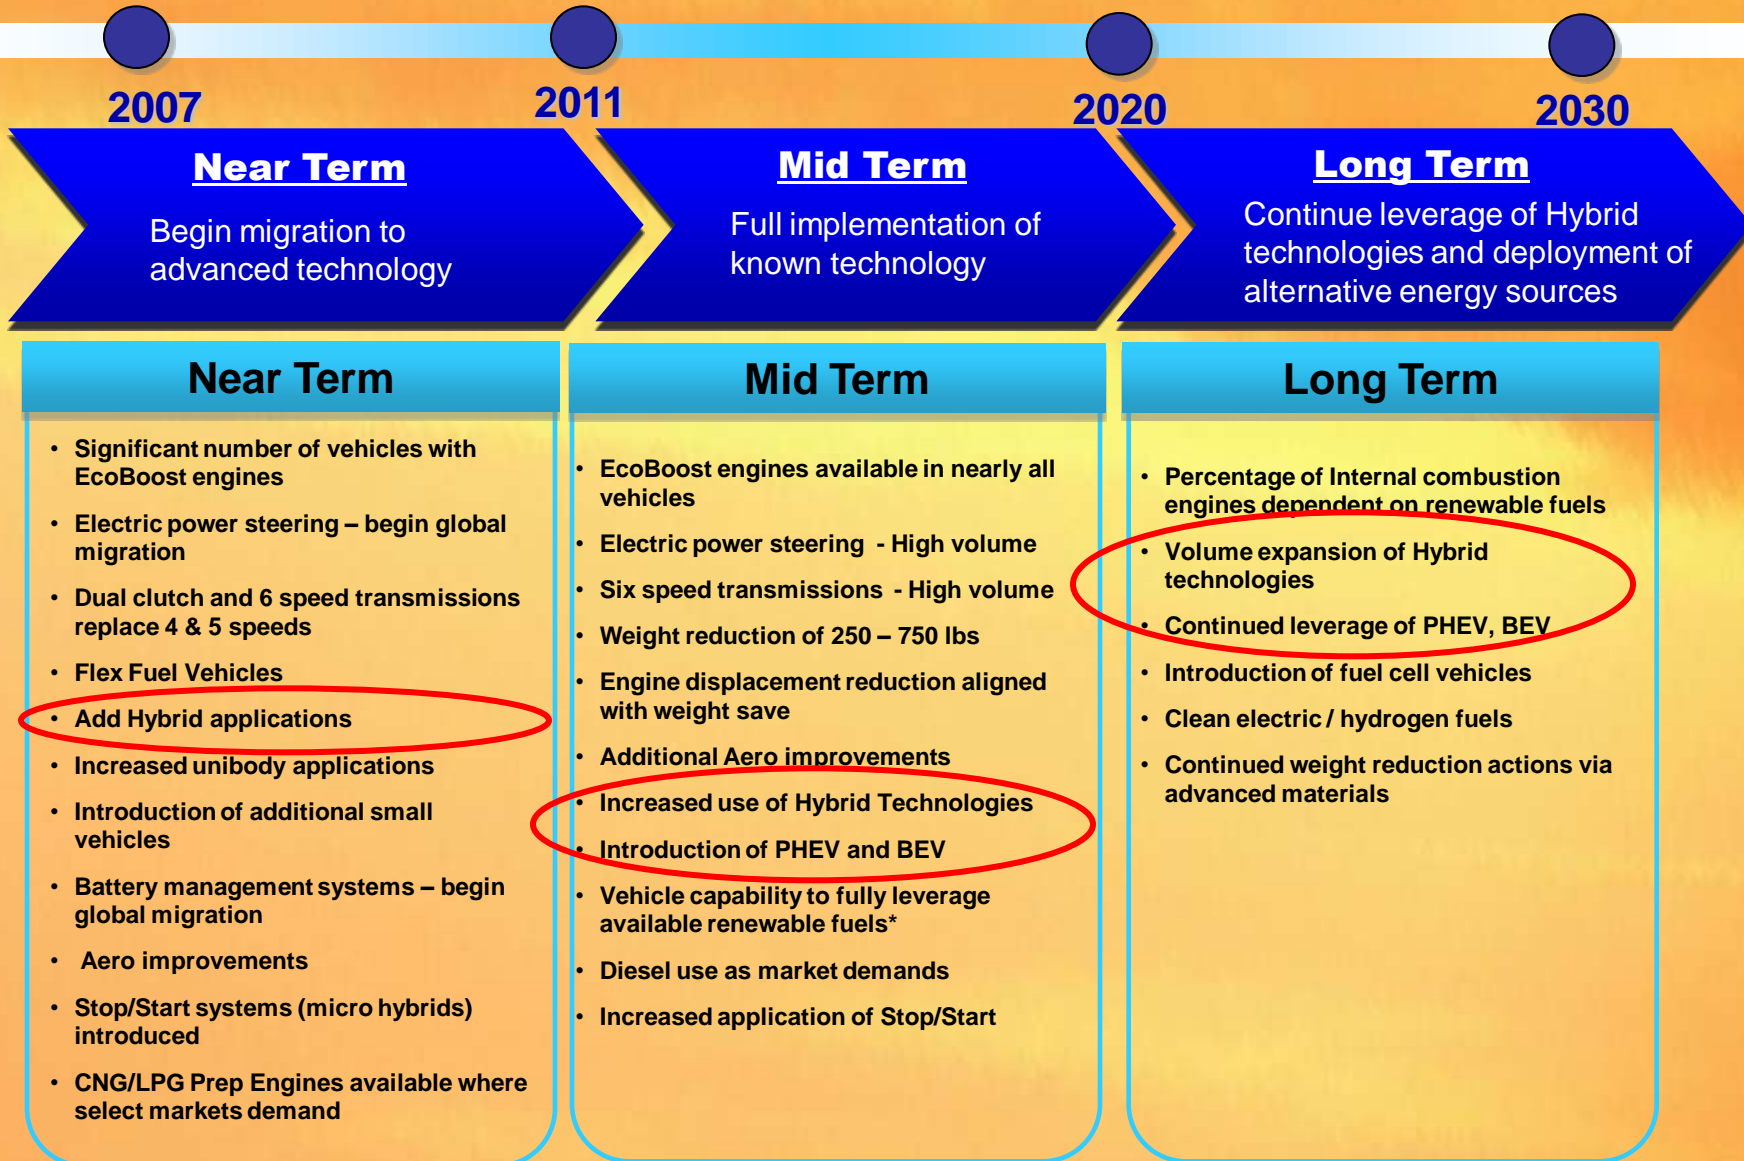 2007
2011
2020
2030
Near Term
Begin migration to
advanced technology
Mid Term
Full implementation of
known technology
Long Term
Continue leverage of Hybrid
technologies and deployment of
alternative energy sources
Near Term
• Significant number of vehicles with
EcoBoost engines
• Electric power steering – begin global
migration
• Dual clutch and 6 speed transmissions
replace 4 & 5 speeds
• Flex Fuel Vehicles
• Add Hybrid applications
• Increased unibody applications
• Introduction of additional small
vehicles
• Battery management systems – begin
global migration
• Aero improvements
• Stop/Start systems (micro hybrids)
introduced
• CNG/LPG Prep Engines available where
select markets demand
Mid Term
• EcoBoost engines available in nearly all
vehicles
• Electric power steering - High volume
• Six speed transmissions - High volume
• Weight reduction of 250 – 750 lbs
• Engine displacement reduction aligned
with weight save
• Additional Aero improvements
• Increased use of Hybrid Technologies
• Introduction of PHEV and BEV
• Vehicle capability to fully leverage
available renewable fuels*
• Diesel use as market demands
• Increased application of Stop/Start
Long Term
• Percentage of Internal combustion
engines dependent on renewable fuels
• Volume expansion of Hybrid
technologies
• Continued leverage of PHEV, BEV
• Introduction of fuel cell vehicles
• Clean electric / hydrogen fuels
• Continued weight reduction actions via
advanced materials